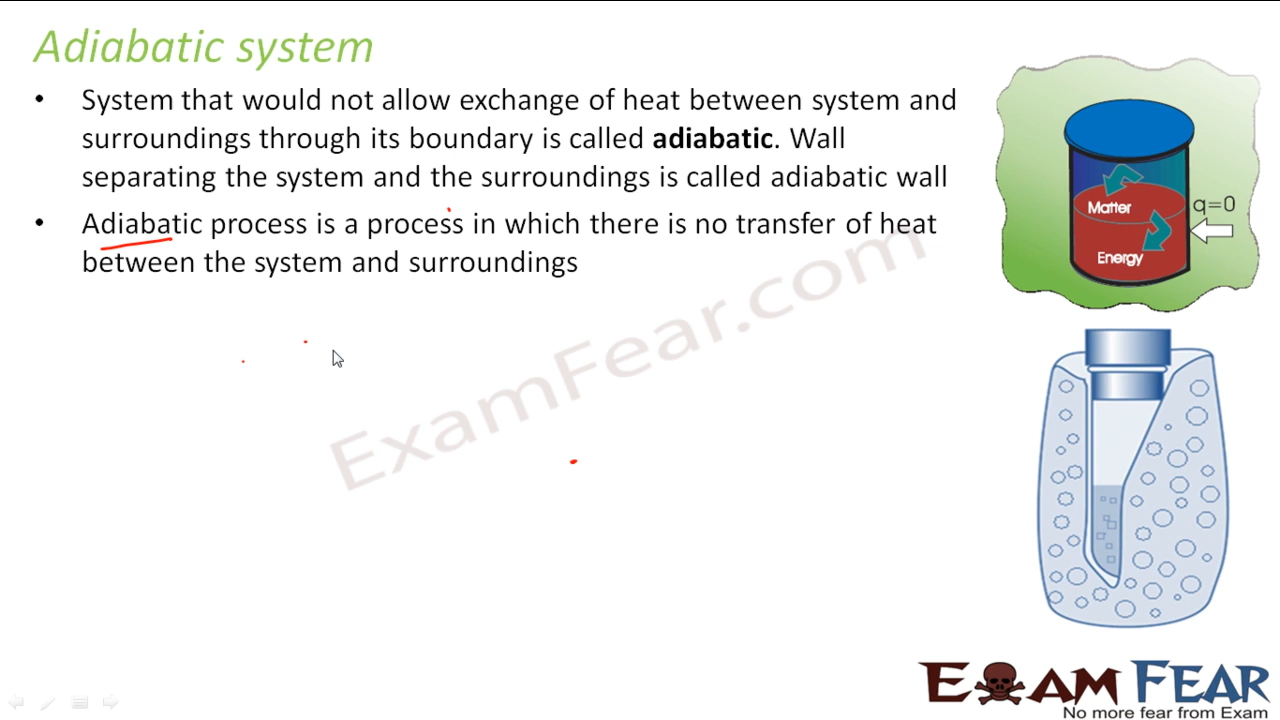 Adiabatic system
• System that would not allow exchange of heat between system and
surroundings through its boundary is called adiabatic. Wall
separating the system and the surroundings is called adiabatic wall
• Adiabatic process is a process in which there is no transfer of heat
between the system and surroundings
Matter
q=0
Energy
ExamFear.com
EXAM FEAR
No more fear from Exam